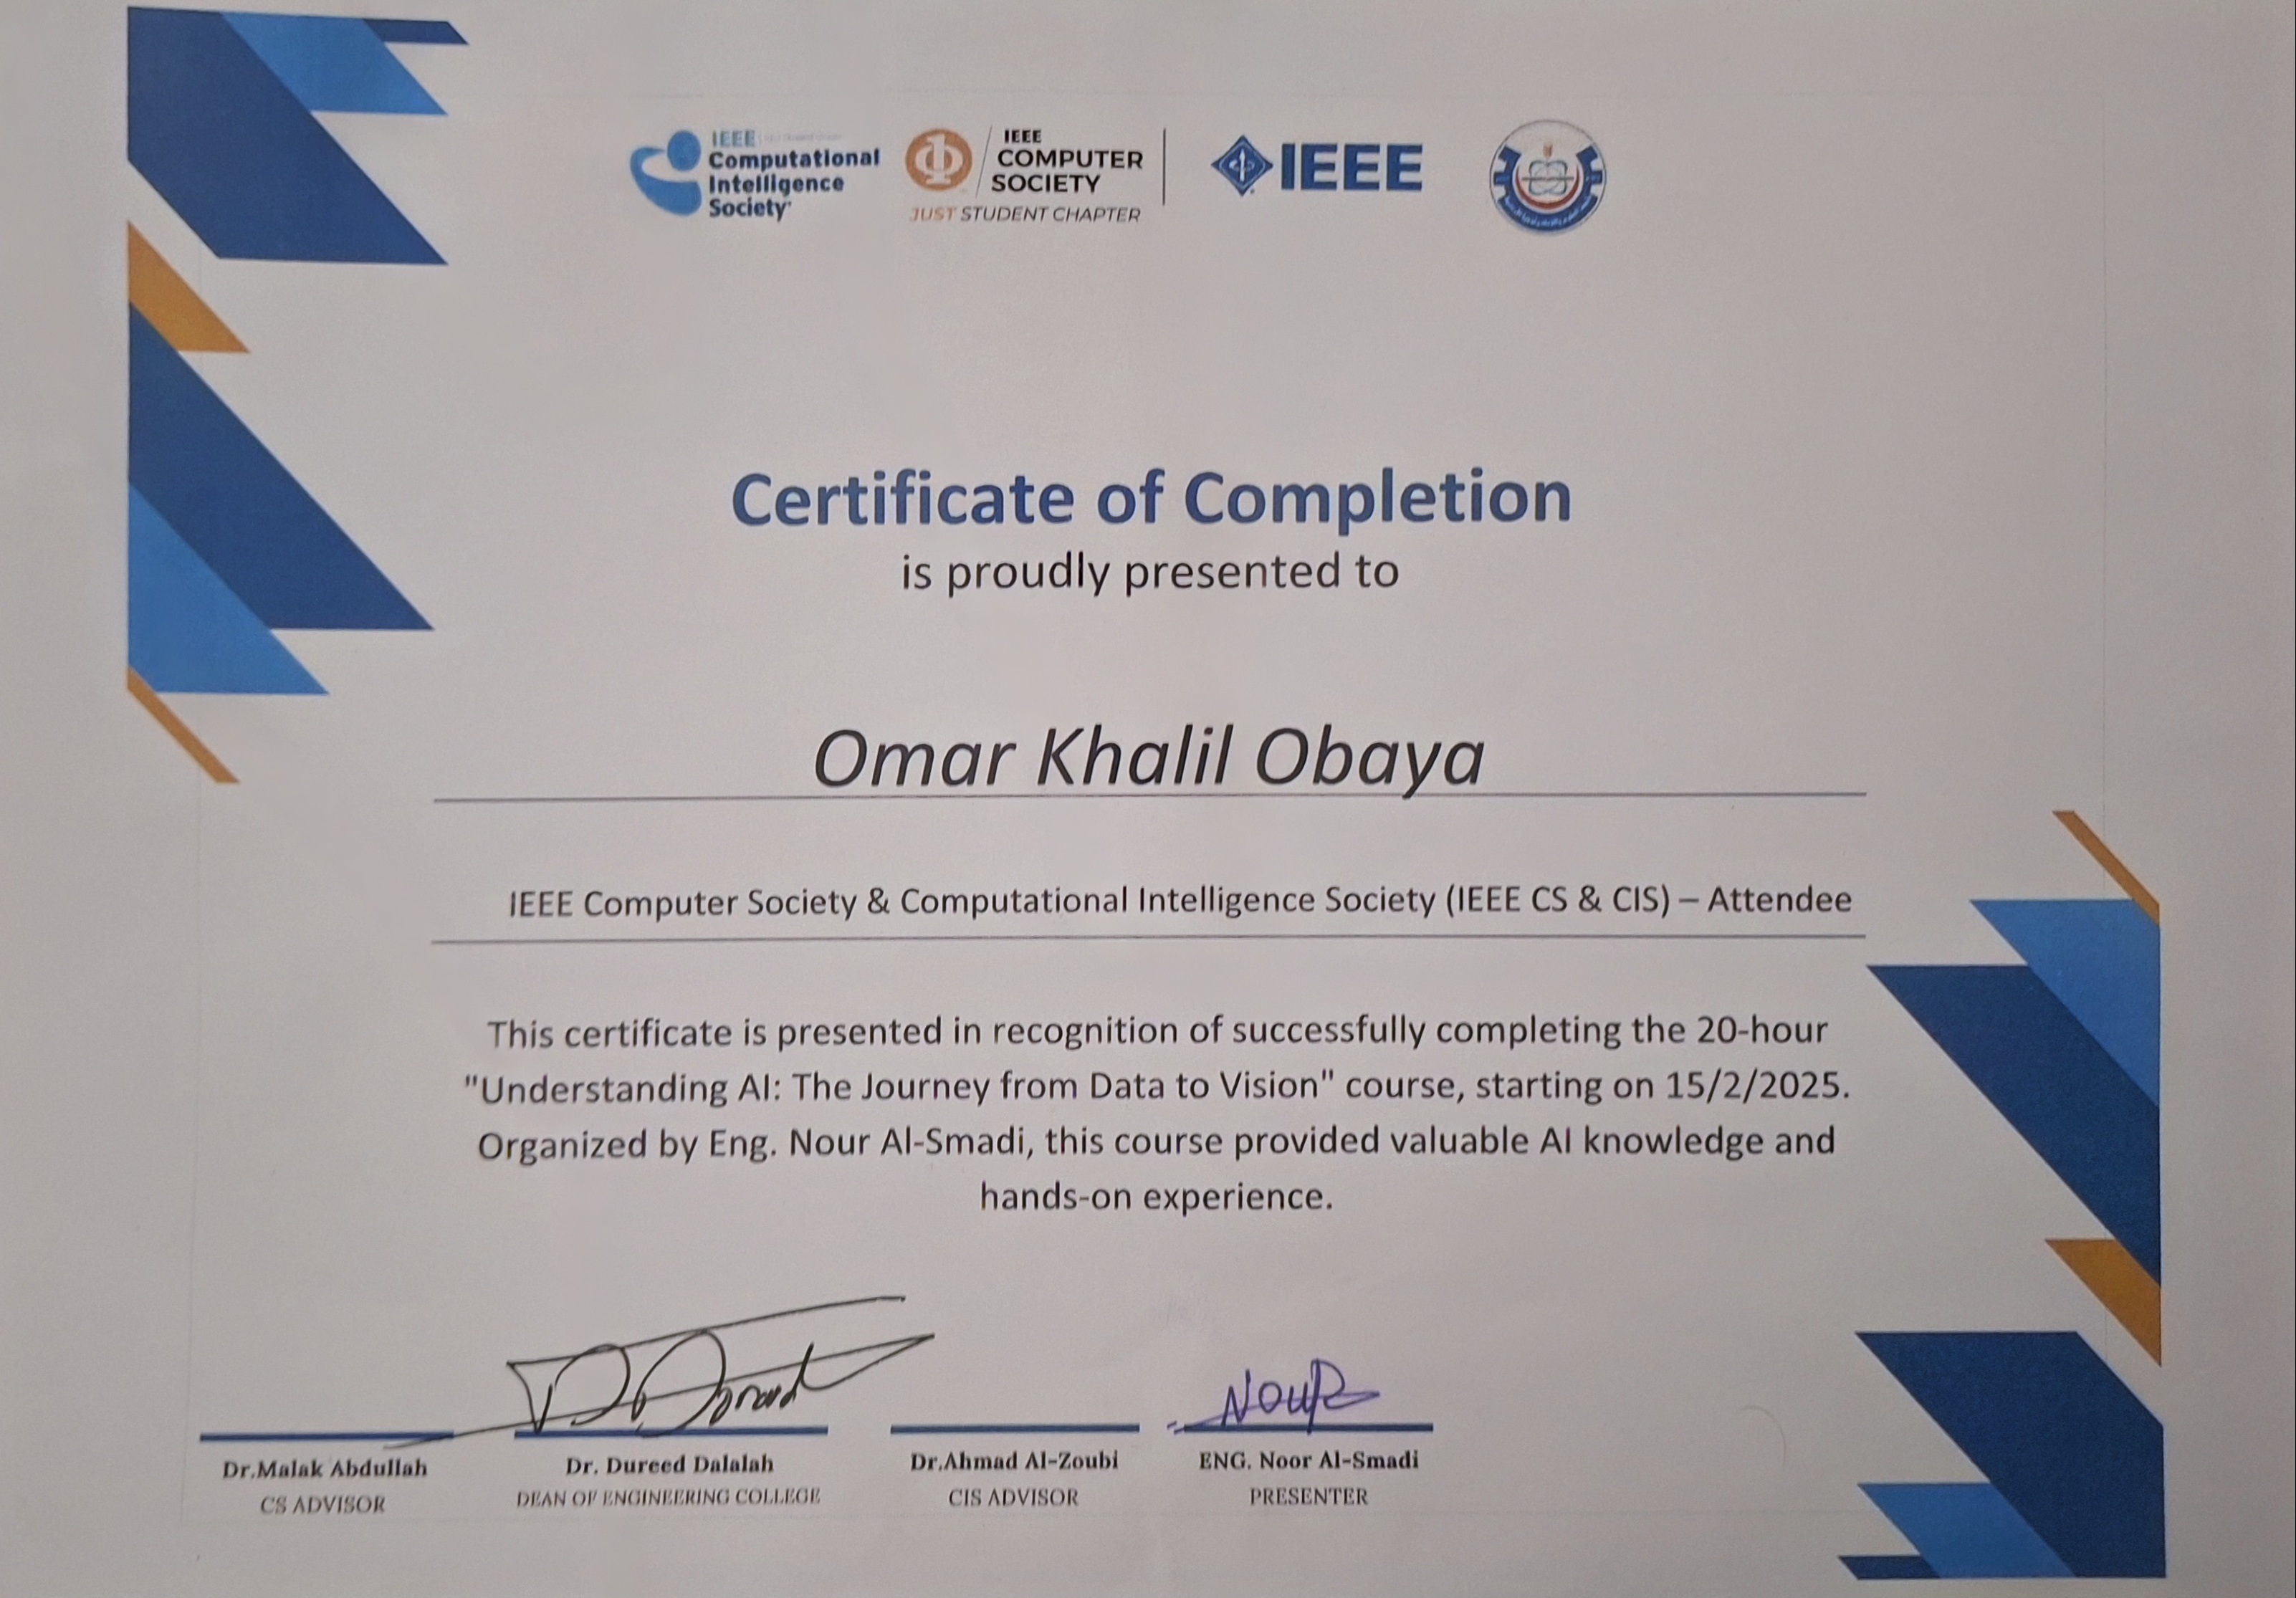 IEEE
Computational
Intelligence
Society
IEEE
COMPUTER
SOCIETY
JUST STUDENT CHAPTER
IEEE
Certificate of Completion
is proudly presented to
Omar Khalil Obaya
IEEE Computer Society & Computational Intelligence Society (IEEE CS & CIS) – Attendee
This certificate is presented in recognition of successfully completing the 20-hour
"Understanding AI: The Journey from Data to Vision" course, starting on 15/2/2025.
Organized by Eng. Nour Al-Smadi, this course provided valuable AI knowledge and
hands-on experience.
NOUR
Dr.Malak Abdullah
CS ADVISOR
Dr. Dureed Dalalah
DEAN OF ENGINEERING COLLEGE
Dr.Ahmad Al-Zoubi
CIS ADVISOR
ENG. Noor Al-Smadi
PRESENTER